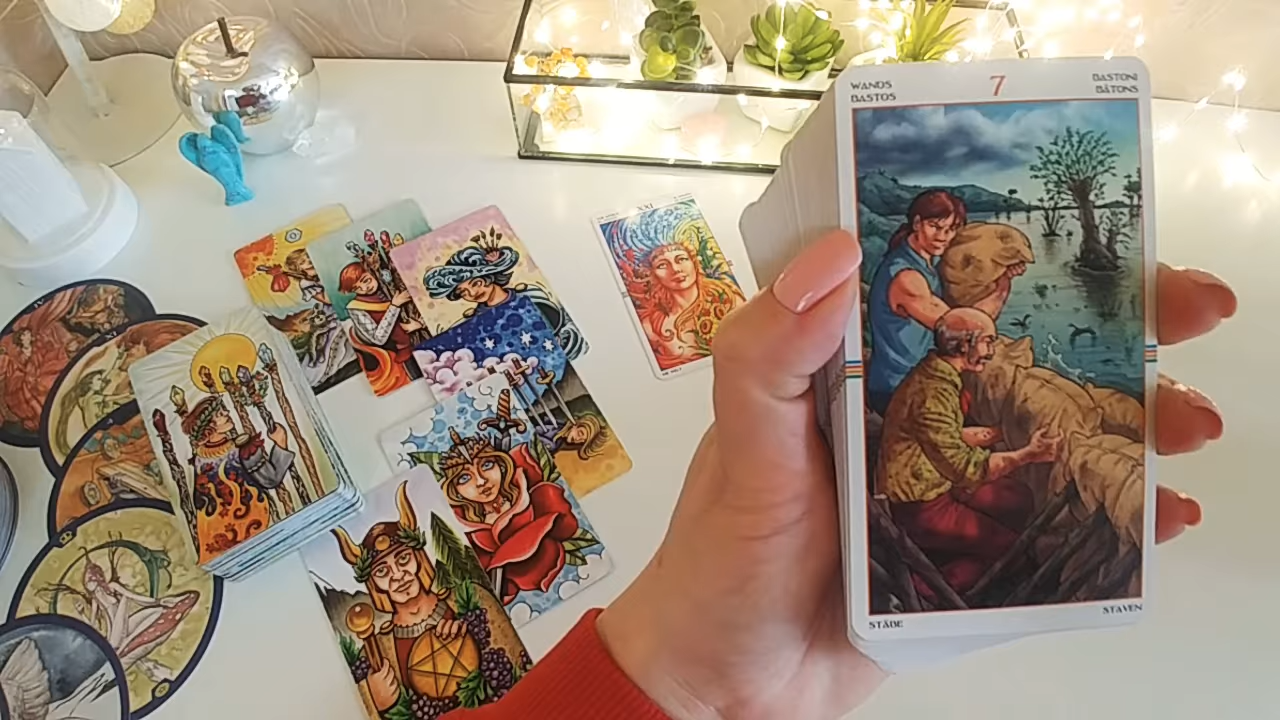 WANDS
BASTOS
7
BASTONI
BÂTONS
STÄBE
STAVEN
XXI